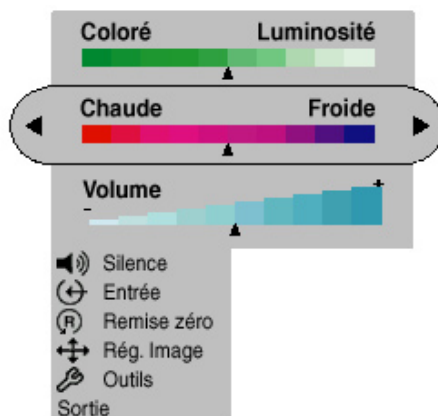 Coloré Luminosité
Chaude Froide
Volume
- +
Silence
Entrée
R Remise zéro
Rég. Image
Outils
Sortie